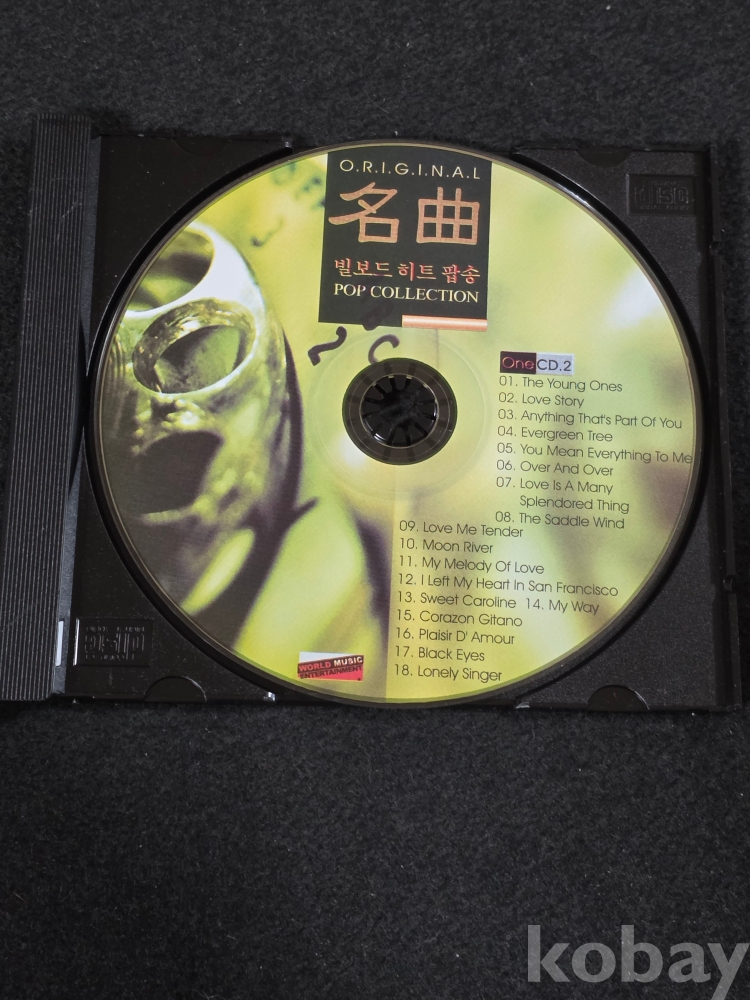 O.R.I.G.I.N.A.L
名曲
빌보드 히트 팝송
POP COLLECTION
One CD.2
01. The Young Ones
02. Love Story
03. Anything That's Part Of You
04. Evergreen Tree
05. You Mean Everything To Me
06. Over And Over
07. Love Is A Many
Splendored Thing
08. The Saddle Wind
09. Love Me Tender
10. Moon River
11. My Melody Of Love
12. I Left My Heart In San Francisco
13. Sweet Caroline 14. My Way
15. Corazon Gitano
16. Plaisir D' Amour
17. Black Eyes
18. Lonely Singer
WORLD MUSIC
ENTERTAINMENT
kobay